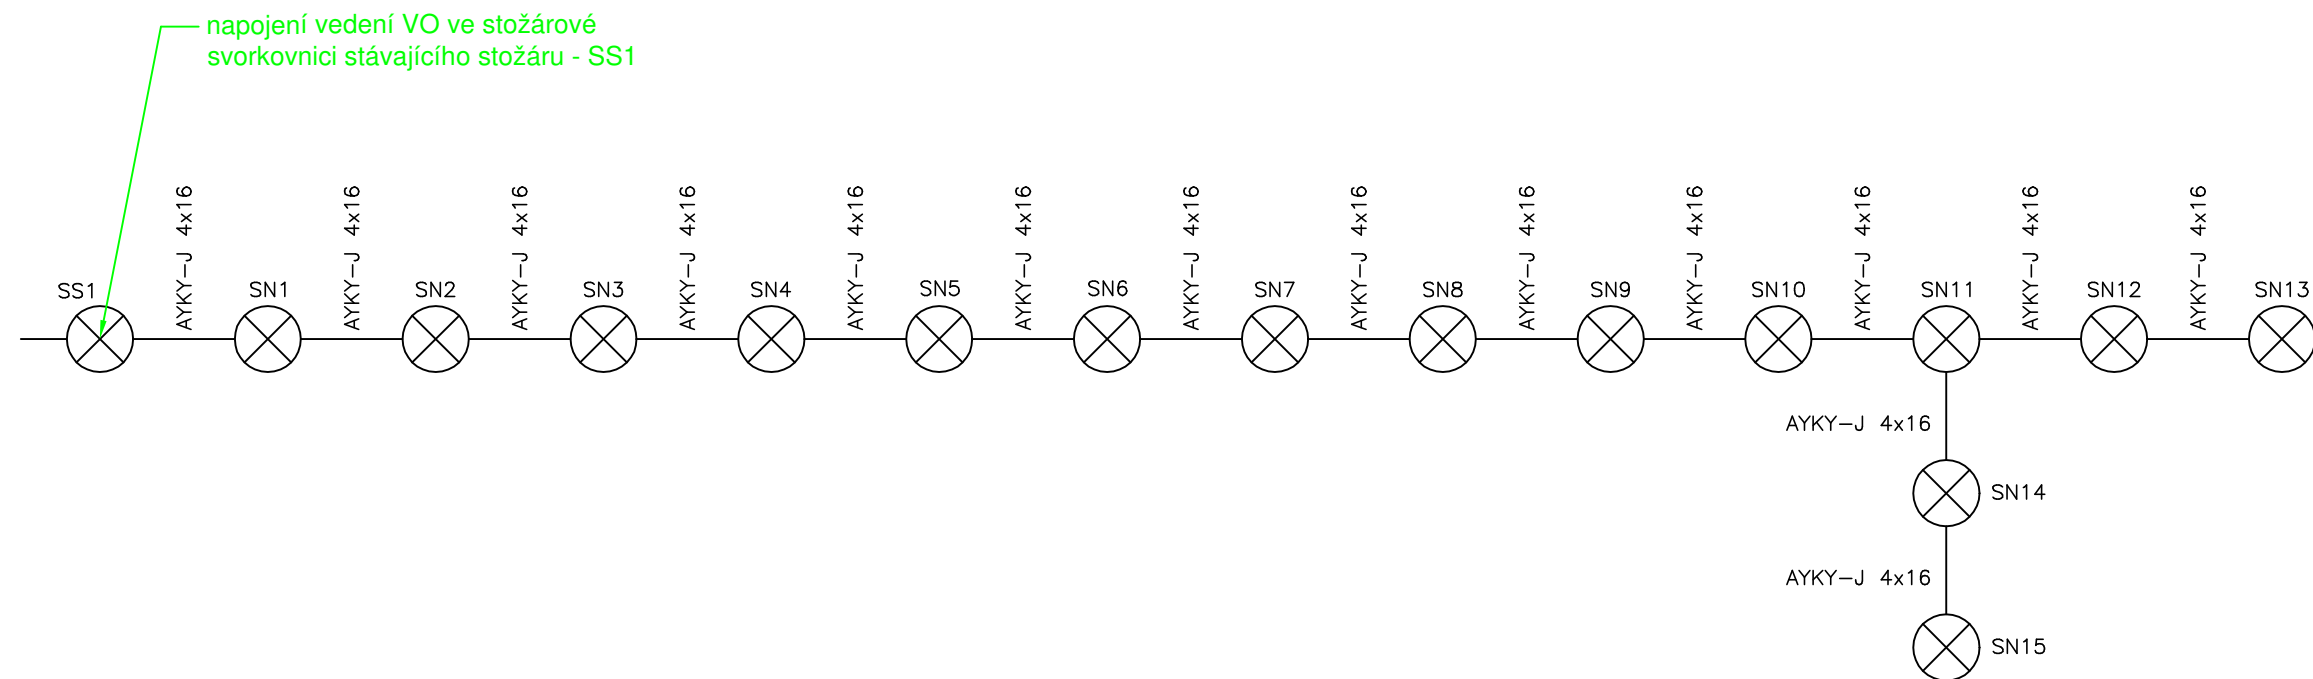 napojení vedení VO ve stožárové
svorkovnici stávajícího stožáru - SS1
AYKY-J 4x16
AYKY-J 4x16
AYKY-J 4x16
AYKY-J 4x16
AYKY-J 4x16
AYKY-J 4x16
AYKY-J 4x16
AYKY-J 4x16
AYKY-J 4x16
AYKY-J 4x16
AYKY-J 4x16
AYKY-J 4x16
AYKY-J 4x16
SS1
SN1
SN2
SN3
SN4
SN5
SN6
SN7
SN8
SN9
SN10
SN11
SN12
SN13
AYKY-J 4x16
SN14
AYKY-J 4x16
SN15